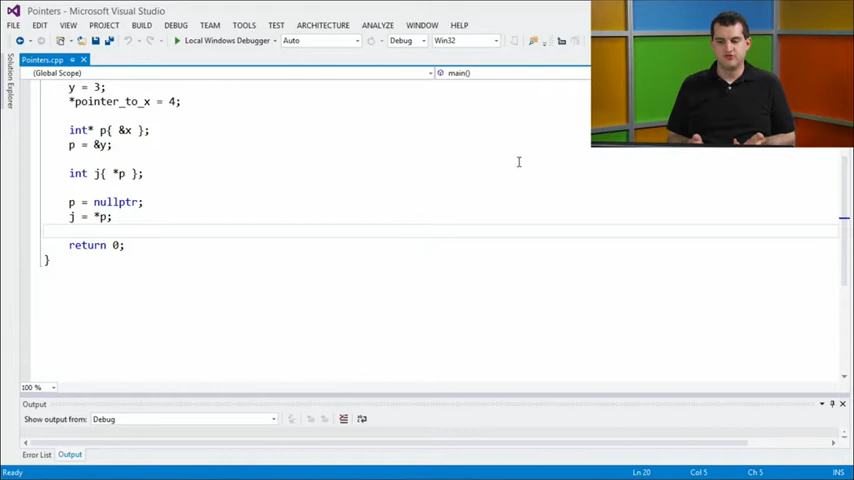 Pointers - Microsoft Visual Studio
FILE EDIT VIEW PROJECT BUILD DEBUG TEAM TOOLS TEST ARCHITECTURE ANALYZE WINDOW HELP
Local Windows Debugger Auto Debug Win32
Pointers.cpp
Solution Explorer
(Global Scope) main()
y = 3;
*pointer_to_x = 4;
int* p{ &x };
p = &y;
int j{ *p };
p = nullptr;
j = *p;
return 0;
}
100 %
Output
Show output from: Debug
Error List Output
Ready Ln 20 Col 5 Ch 5 INS